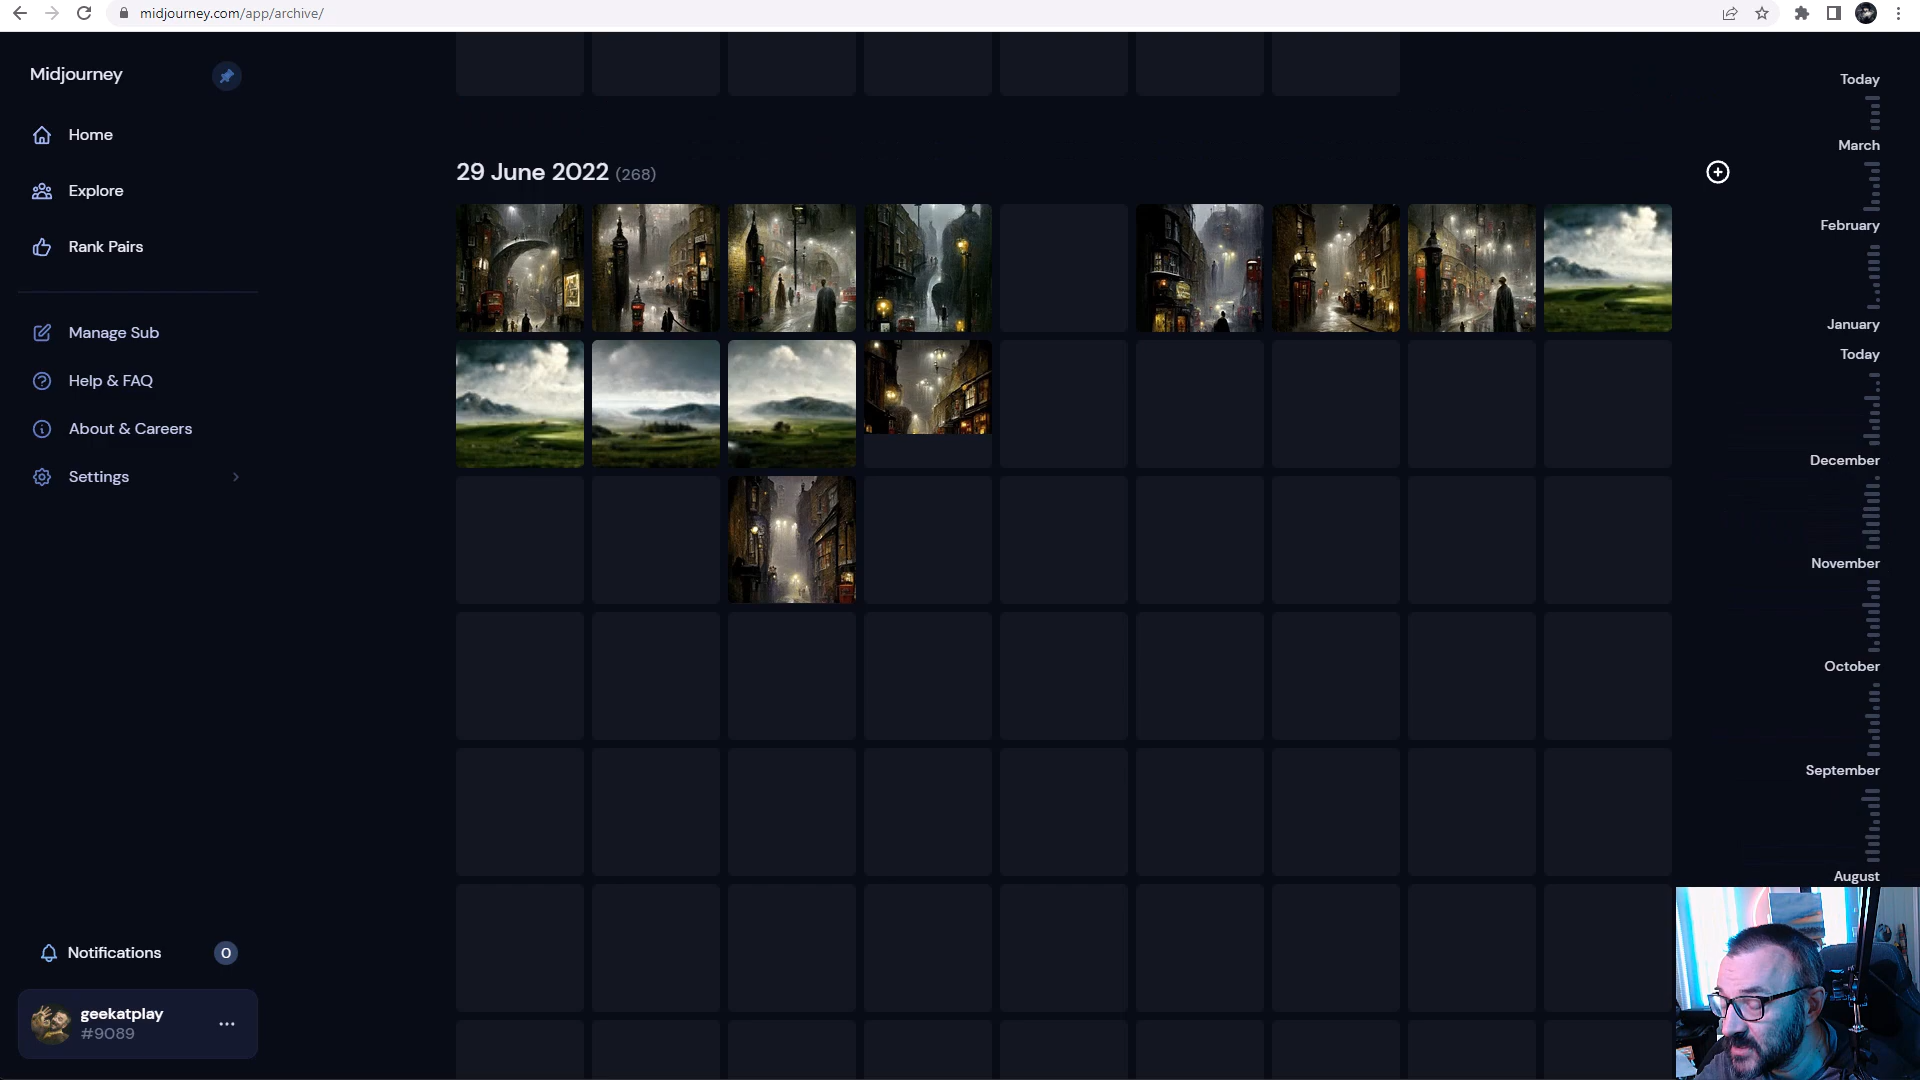 midjourney.com/app/archive/
Midjourney
Home
Explore
Rank Pairs
Manage Sub
Help & FAQ
About & Careers
Settings
Notifications 0
geekatplay
#9089
29 June 2022 (268)
Today
March
February
January
Today
December
November
October
September
August